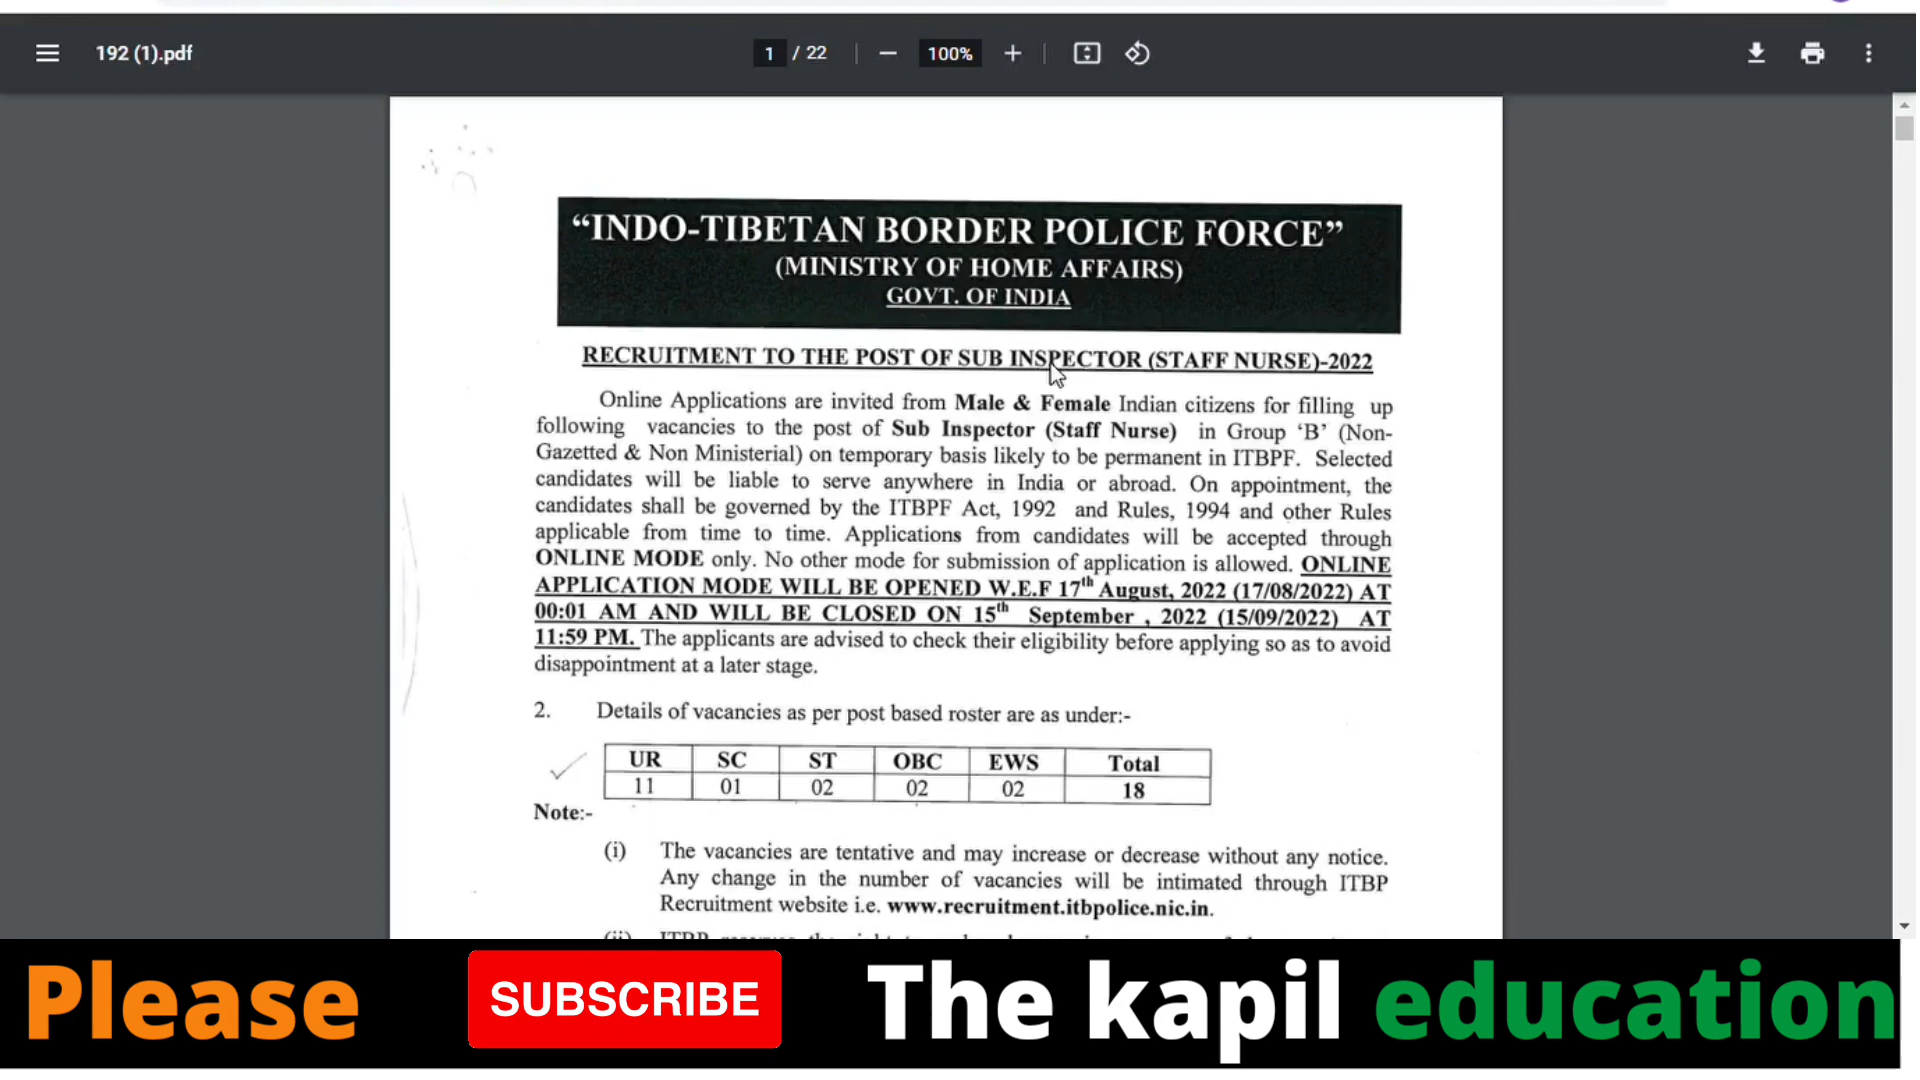 192 (1).pdf
1 / 22
100%
“INDO-TIBETAN BORDER POLICE FORCE”
(MINISTRY OF HOME AFFAIRS)
GOVT. OF INDIA
RECRUITMENT TO THE POST OF SUB INSPECTOR (STAFF NURSE)-2022
Online Applications are invited from Male & Female Indian citizens for filling up
following vacancies to the post of Sub Inspector (Staff Nurse) in Group ‘B’ (Non-
Gazetted & Non Ministerial) on temporary basis likely to be permanent in ITBPF. Selected
candidates will be liable to serve anywhere in India or abroad. On appointment, the
candidates shall be governed by the ITBPF Act, 1992 and Rules, 1994 and other Rules
applicable from time to time. Applications from candidates will be accepted through
ONLINE MODE only. No other mode for submission of application is allowed. ONLINE
APPLICATION MODE WILL BE OPENED W.E.F 17th August, 2022 (17/08/2022) AT
00:01 AM AND WILL BE CLOSED ON 15th September , 2022 (15/09/2022) AT
11:59 PM. The applicants are advised to check their eligibility before applying so as to avoid
disappointment at a later stage.
2. Details of vacancies as per post based roster are as under:-
UR SC ST OBC EWS Total
11 01 02 02 02 18
Note:-
(i) The vacancies are tentative and may increase or decrease without any notice.
Any change in the number of vacancies will be intimated through ITBP
Recruitment website i.e. www.recruitment.itbpolice.nic.in.
Please SUBSCRIBE The kapil education